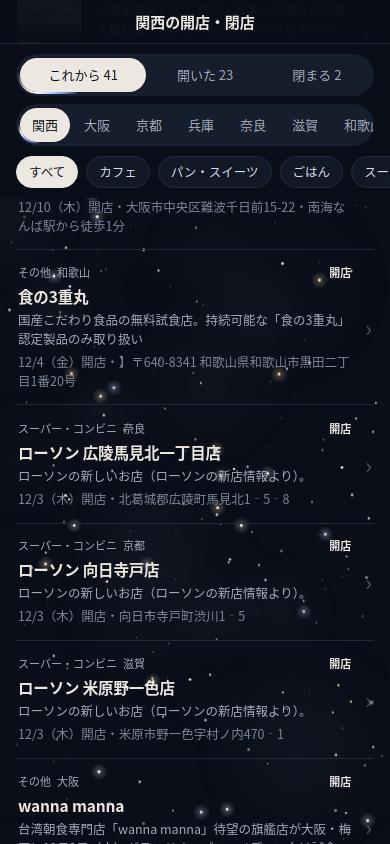 関西の開店・閉店
これから 41 開いた 23 閉まる 2
関西 大阪 京都 兵庫 奈良 滋賀 和歌
すべて カフェ パン・スイーツ ごはん スー
12/10（木）開店・大阪市中央区難波千日前15-22・南海な
んば駅から徒歩1分
その他 和歌山 開店
食の3重丸
国産こだわり食品の無料試食店。持続可能な「食の3重丸」
認定製品のみ取り扱い
12/4（金）開店・】〒640-8341 和歌山県和歌山市黒田二丁
目1番20号
スーパー・コンビニ 奈良 開店
ローソン 広陵馬見北一丁目店
ローソンの新しいお店（ローソンの新店情報より）。
12/3（木）開店・北葛城郡広陵町馬見北1‐5‐8
スーパー・コンビニ 京都 開店
ローソン 向日寺戸店
ローソンの新しいお店（ローソンの新店情報より）。
12/3（木）開店・向日市寺戸町渋川1‐5
スーパー・コンビニ 滋賀 開店
ローソン 米原野一色店
ローソンの新しいお店（ローソンの新店情報より）。
12/3（木）開店・米原市野一色字村ノ内470‐1
その他 大阪 開店
wanna manna
台湾朝食専門店「wanna manna」待望の旗艦店が大阪・梅